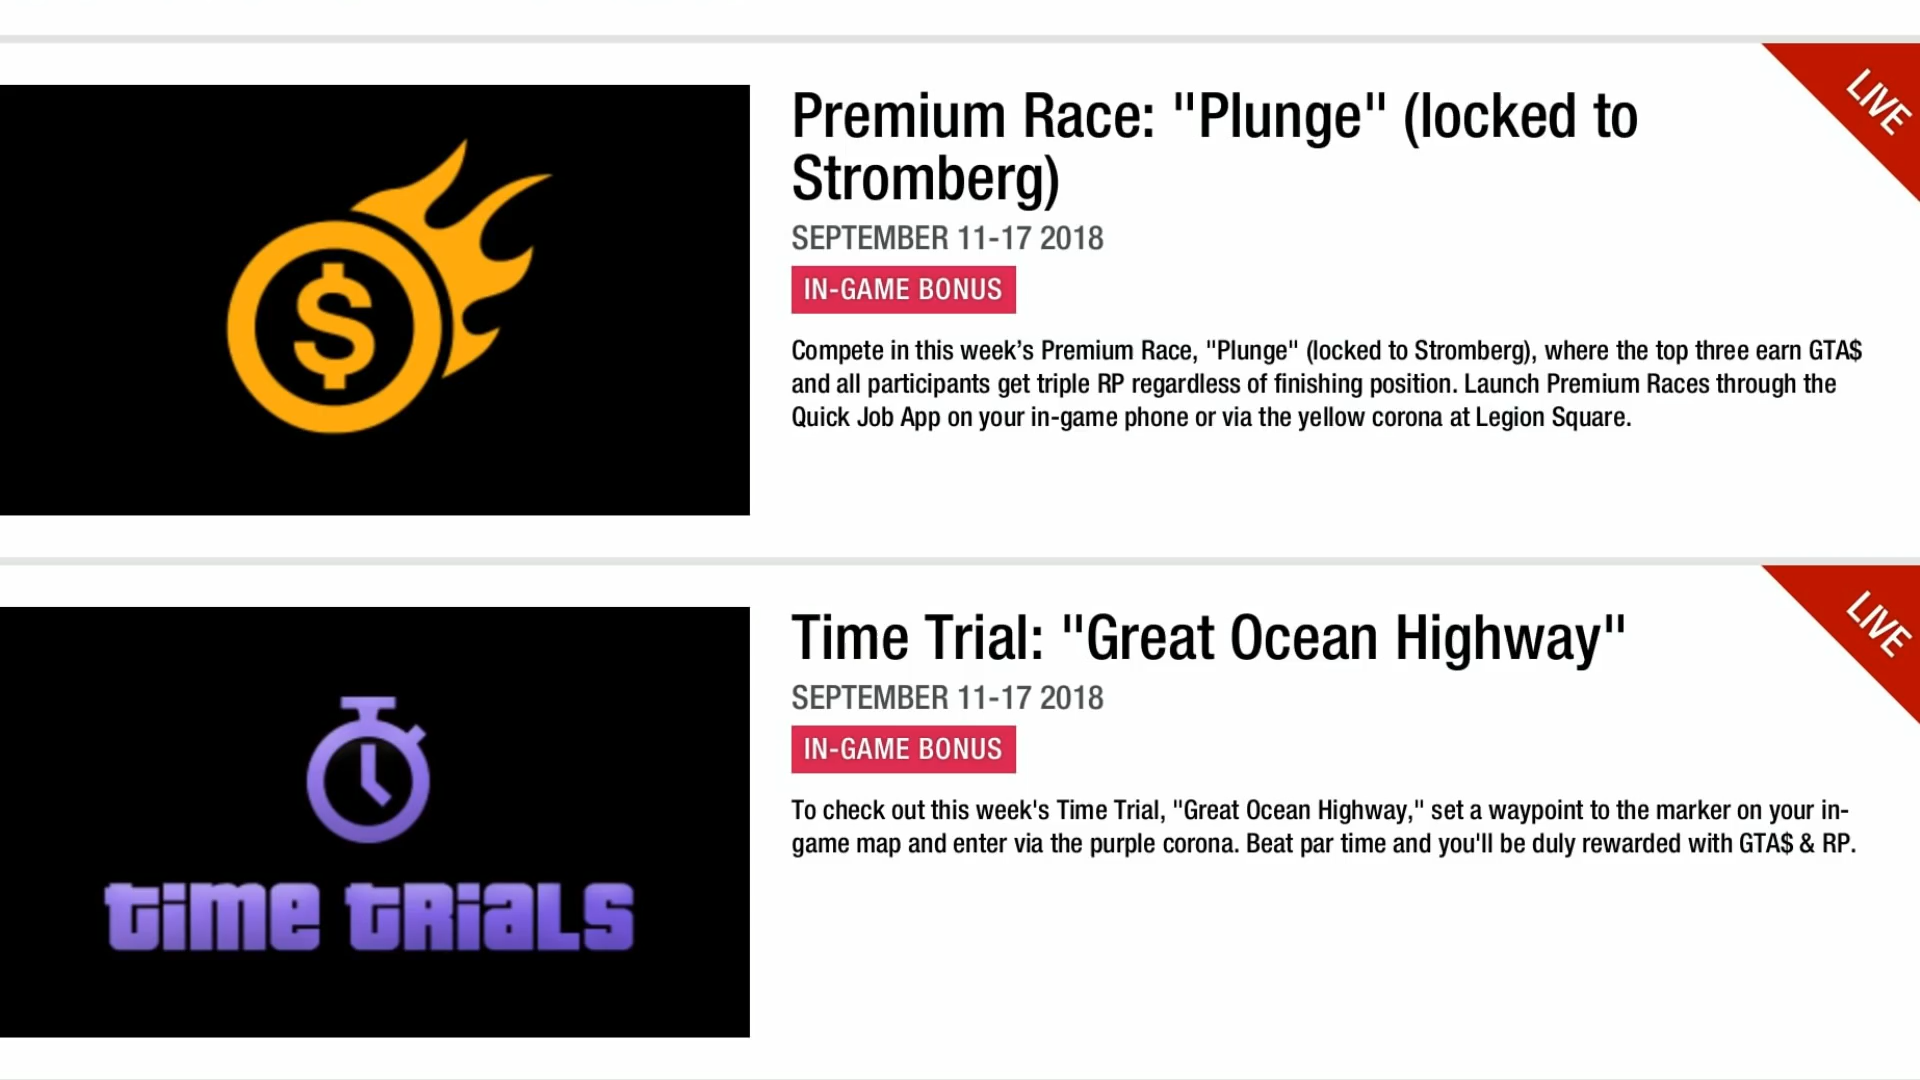 LIVE
Premium Race: "Plunge" (locked to
Stromberg)
SEPTEMBER 11-17 2018
IN-GAME BONUS
Compete in this week’s Premium Race, "Plunge" (locked to Stromberg), where the top three earn GTA$
and all participants get triple RP regardless of finishing position. Launch Premium Races through the
Quick Job App on your in-game phone or via the yellow corona at Legion Square.
$
LIVE
Time Trial: "Great Ocean Highway"
SEPTEMBER 11-17 2018
IN-GAME BONUS
To check out this week's Time Trial, "Great Ocean Highway," set a waypoint to the marker on your in-
game map and enter via the purple corona. Beat par time and you'll be duly rewarded with GTA$ & RP.
time tRiaLs